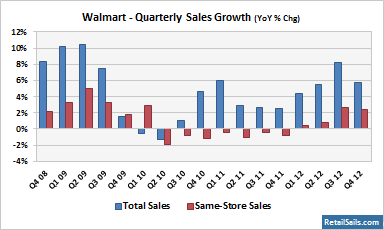 Walmart - Quarterly Sales Growth (YoY % Chg)
12%
10%
8%
6%
4%
2%
0%
-2%
-4%
Q4 08
Q1 09
Q2 09
Q3 09
Q4 09
Q1 10
Q2 10
Q3 10
Q4 10
Q1 11
Q2 11
Q3 11
Q4 11
Q1 12
Q2 12
Q3 12
Q4 12
Total Sales
Same-Store Sales
RetailSails.com